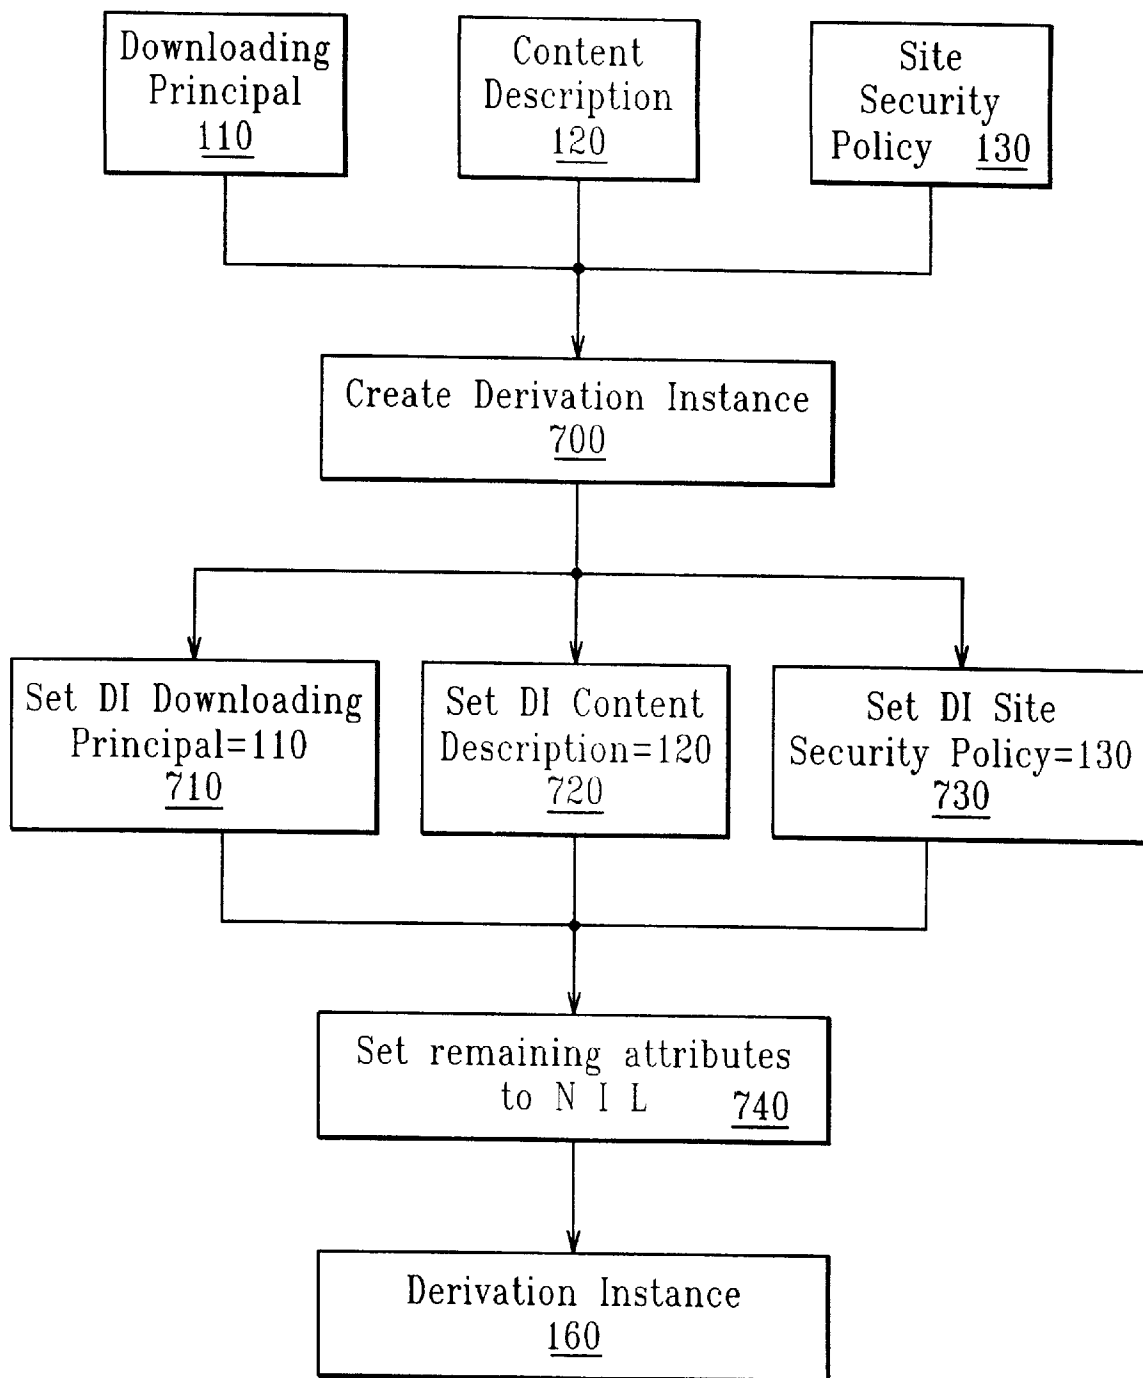 Downloading
Principal
110
Content
Description
120
Site
Security
Policy 130
Create Derivation Instance
700
Set DI Downloading
Principal=110
710
Set DI Content
Description=120
720
Set DI Site
Security Policy=130
730
Set remaining attributes
to N I L 740
Derivation Instance
160